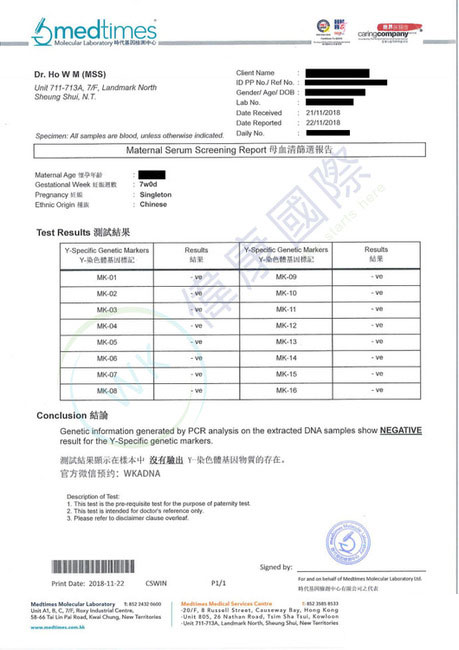 medtimes+
Molecular Laboratory 時代基因檢測中心
caringcompany
Dr. Ho W M (MSS)
Unit 711-713A, 7/F, Landmark North
Sheung Shui, N.T.
Client Name :
ID PP No./ Ref No. :
Gender/ Age/ DOB :
Lab No. :
Date Received : 21/11/2018
Date Reported : 22/11/2018
Daily No. :
Specimen: All samples are blood, unless otherwise indicated.
Maternal Serum Screening Report 母血清篩選報告
Maternal Age 懷孕年齡 :
Gestational Week 妊娠週數 : 7w0d
Pregnancy 妊娠 : Singleton
Ethnic Origin 種族 : Chinese
偉康國際
starts here
WK
Test Results 測試結果
Y-Specific Genetic Markers Results Y-Specific Genetic Markers Results
Y-染色體基因標記 結果 Y-染色體基因標記 結果
MK-01 - ve MK-09 - ve
MK-02 - ve MK-10 - ve
MK-03 - ve MK-11 - ve
MK-04 - ve MK-12 - ve
MK-05 - ve MK-13 - ve
MK-06 - ve MK-14 - ve
MK-07 - ve MK-15 - ve
MK-08 - ve MK-16 - ve
Conclusion 結論
Genetic information generated by PCR analysis on the extracted DNA samples show NEGATIVE
result for the Y-Specific genetic markers.
測試結果顯示在樣本中 沒有驗出 Y-染色體基因物質的存在。
官方微信预约：WKADNA
Description of Test:
1. This test is the pre-requisite test for the purpose of paternity test.
2. This test is intended for doctor's reference only.
3. Please refer to disclaimer clause overleaf.
Signed by:
Print Date: 2018-11-22 CSWIN P1/1
For and on behalf of Medtimes Molecular Laboratory Ltd.
時代基因檢測中心有限公司之代表
Medtimes Molecular Laboratory T: 852 2432 0600
Unit A1, B, C, 7/F, Roxy Industrial Centre,
58-66 Tai Lin Pai Road, Kwai Chung, New Territories
www.medtimes.com.hk
Medtimes Medical Services Centre T: 852 3585 8533
-20/F, 8 Russell Street, Causeway Bay, Hong Kong
-Unit 805, 26 Nathan Road, Tsim Sha Tsui, Kowloon
-Unit 711-713A, Landmark North, Sheung Shui, New Territories